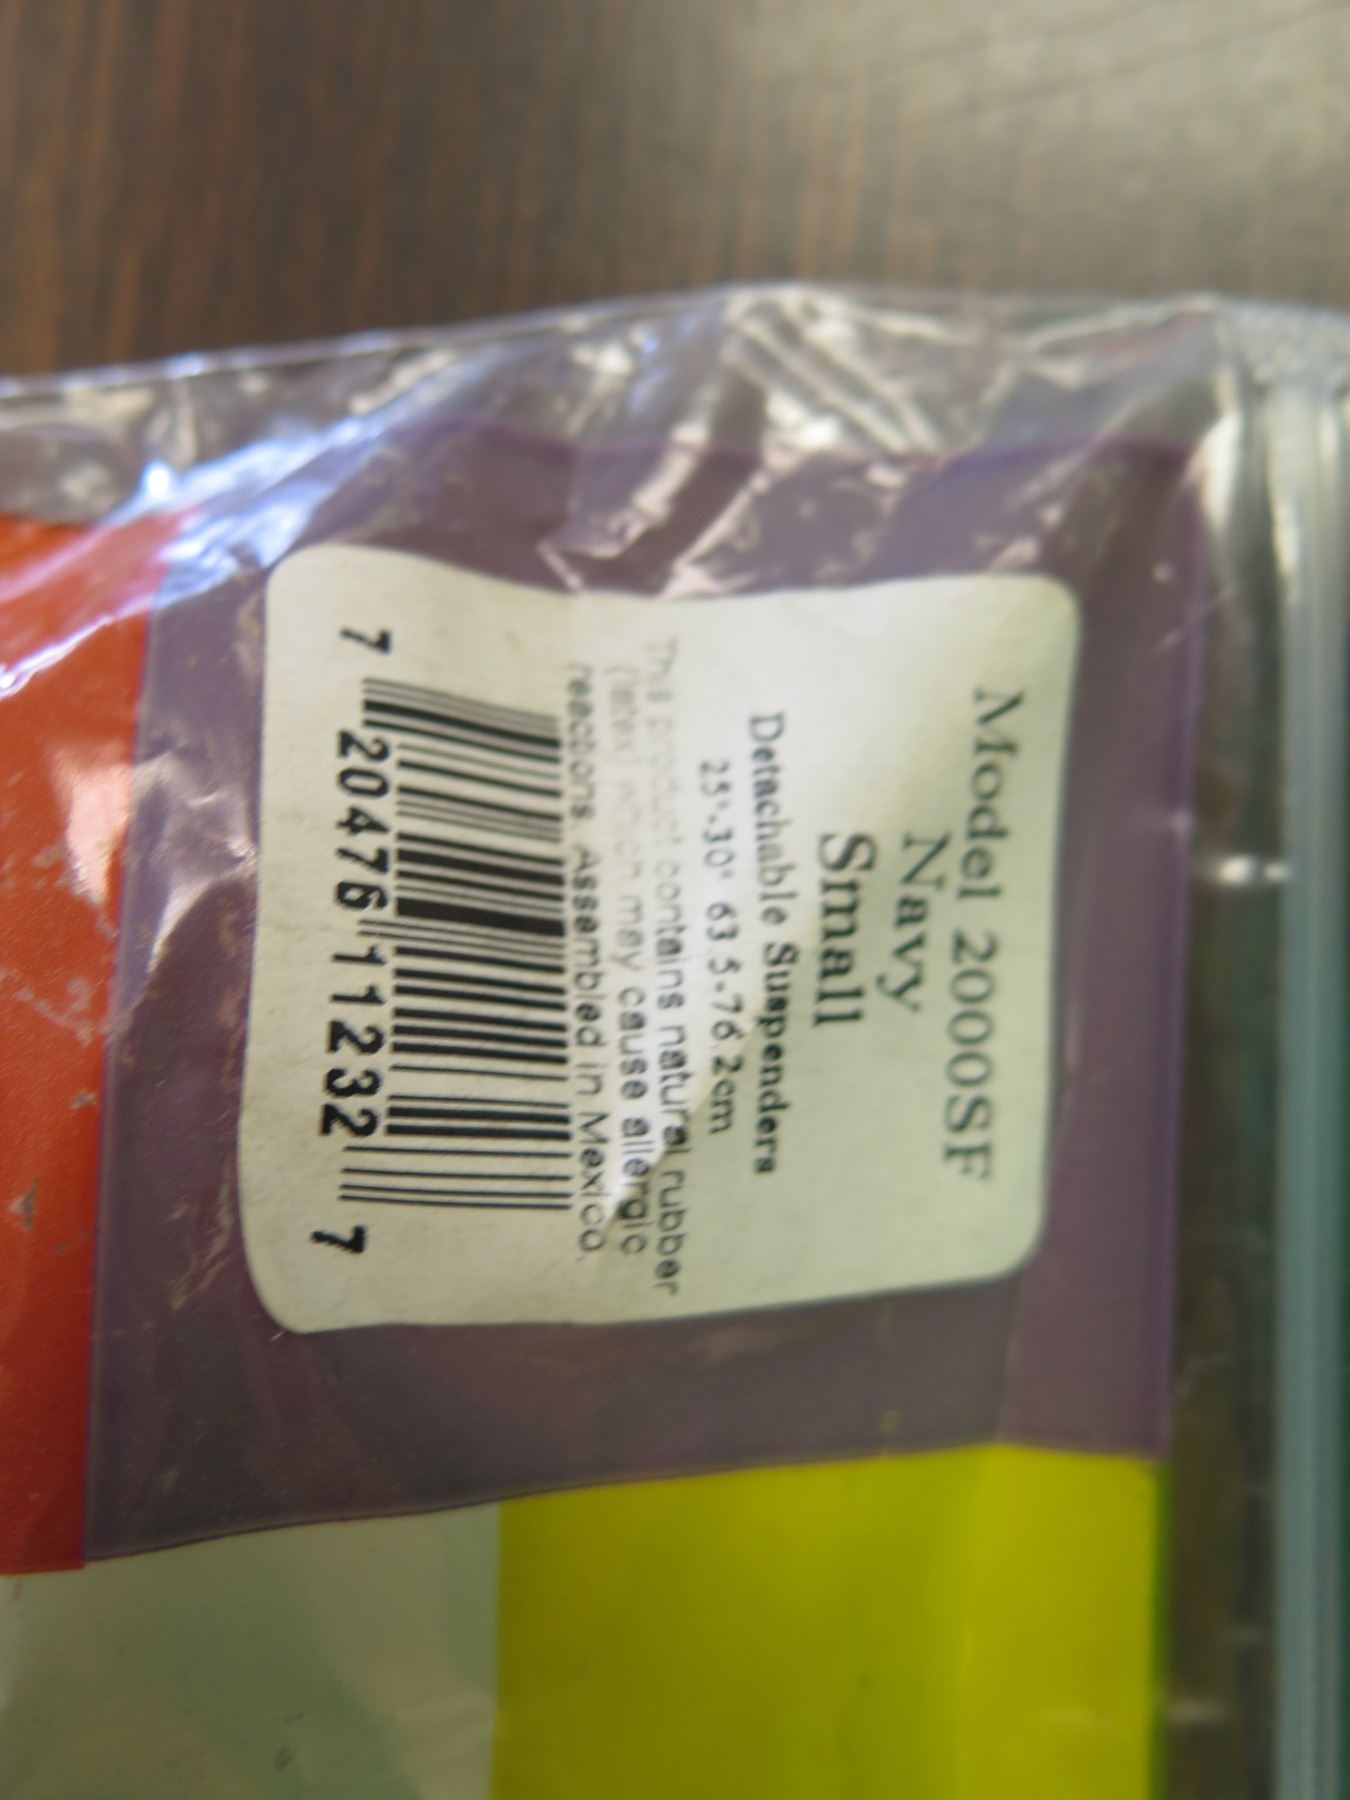 Model 2000SF
Navy
Small
Detachable Suspenders
25"-30" 63.5-76.2cm
This product contains natural rubber
(latex) which may cause allergic
reactions. Assembled in Mexico.
7 20476 11232 7